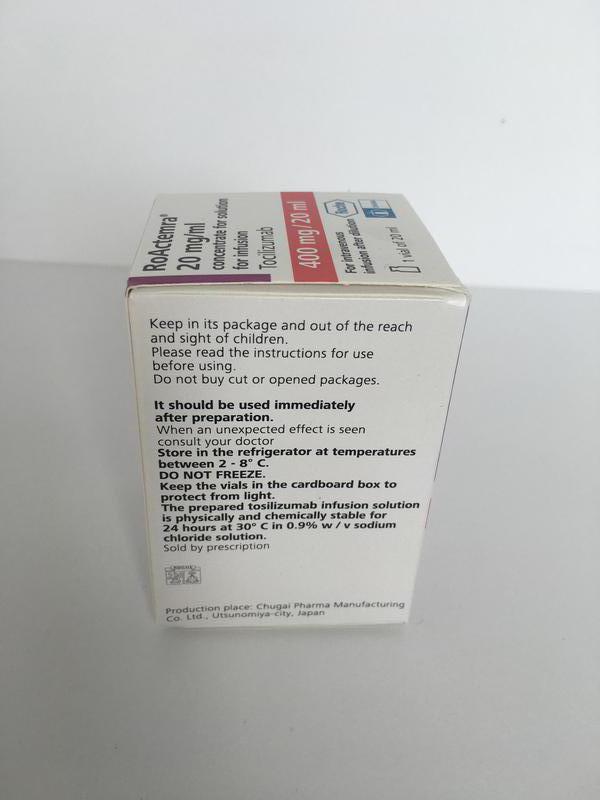 RoActemra®
20 mg/ml
concentrate for solution
for infusion
Tocilizumab
400 mg/20 ml
For intravenous
infusion after dilution
Roche
1 vial of 20 ml
Keep in its package and out of the reach
and sight of children.
Please read the instructions for use
before using.
Do not buy cut or opened packages.
It should be used immediately
after preparation.
When an unexpected effect is seen
consult your doctor
Store in the refrigerator at temperatures
between 2 - 8° C.
DO NOT FREEZE.
Keep the vials in the cardboard box to
protect from light.
The prepared tosilizumab infusion solution
is physically and chemically stable for
24 hours at 30° C in 0.9% w / v sodium
chloride solution.
Sold by prescription
ROCHE
Production place: Chugai Pharma Manufacturing
Co. Ltd., Utsunomiya-city, Japan